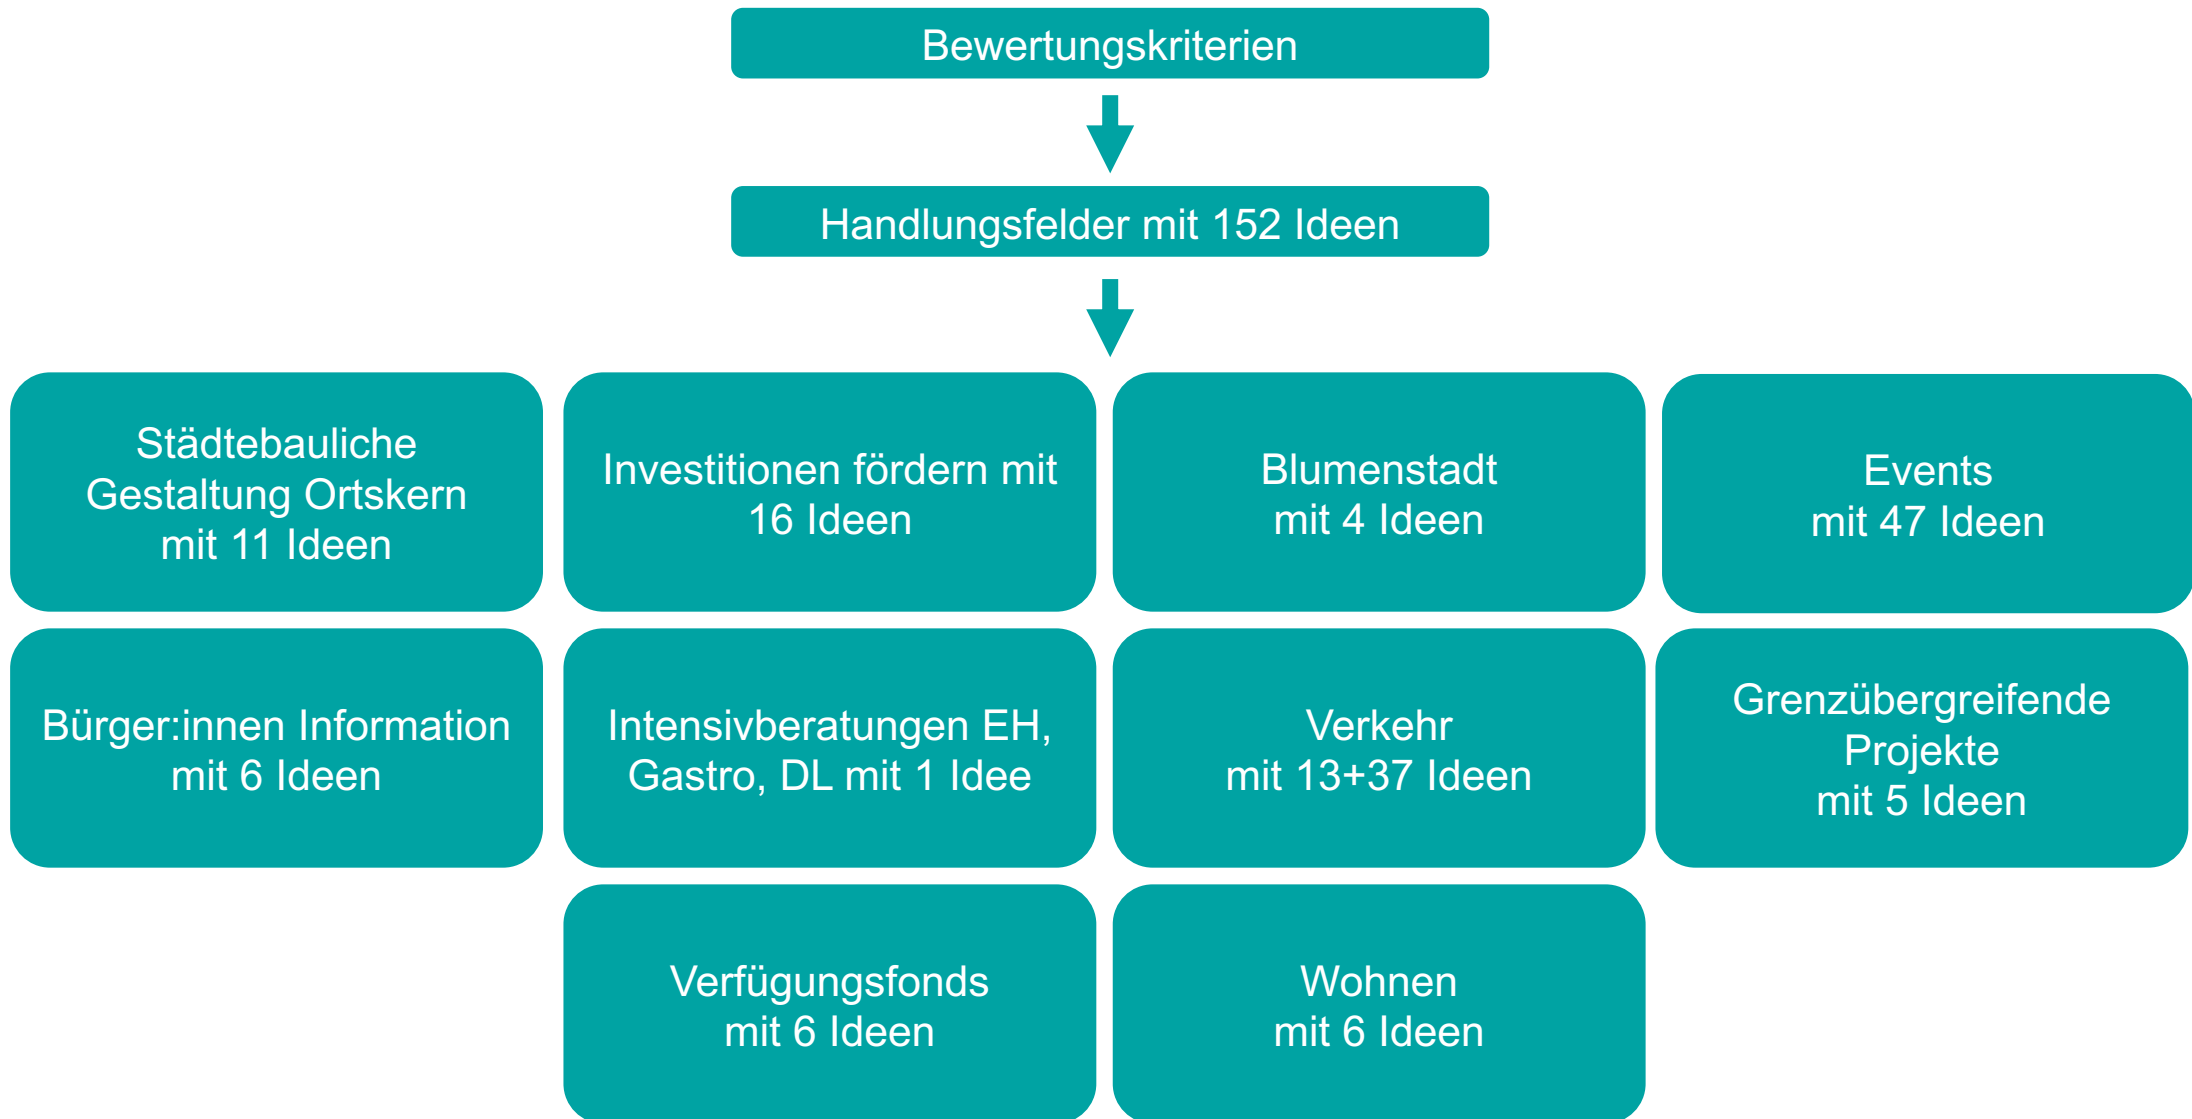 Bewertungskriterien
Handlungsfelder mit 152 Ideen
Städtebauliche
Gestaltung Ortskern
mit 11 Ideen
Investitionen fördern mit
16 Ideen
Blumenstadt
mit 4 Ideen
Events
mit 47 Ideen
Bürger:innen Information
mit 6 Ideen
Intensivberatungen EH,
Gastro, DL mit 1 Idee
Verkehr
mit 13+37 Ideen
Grenzübergreifende
Projekte
mit 5 Ideen
Verfügungsfonds
mit 6 Ideen
Wohnen
mit 6 Ideen